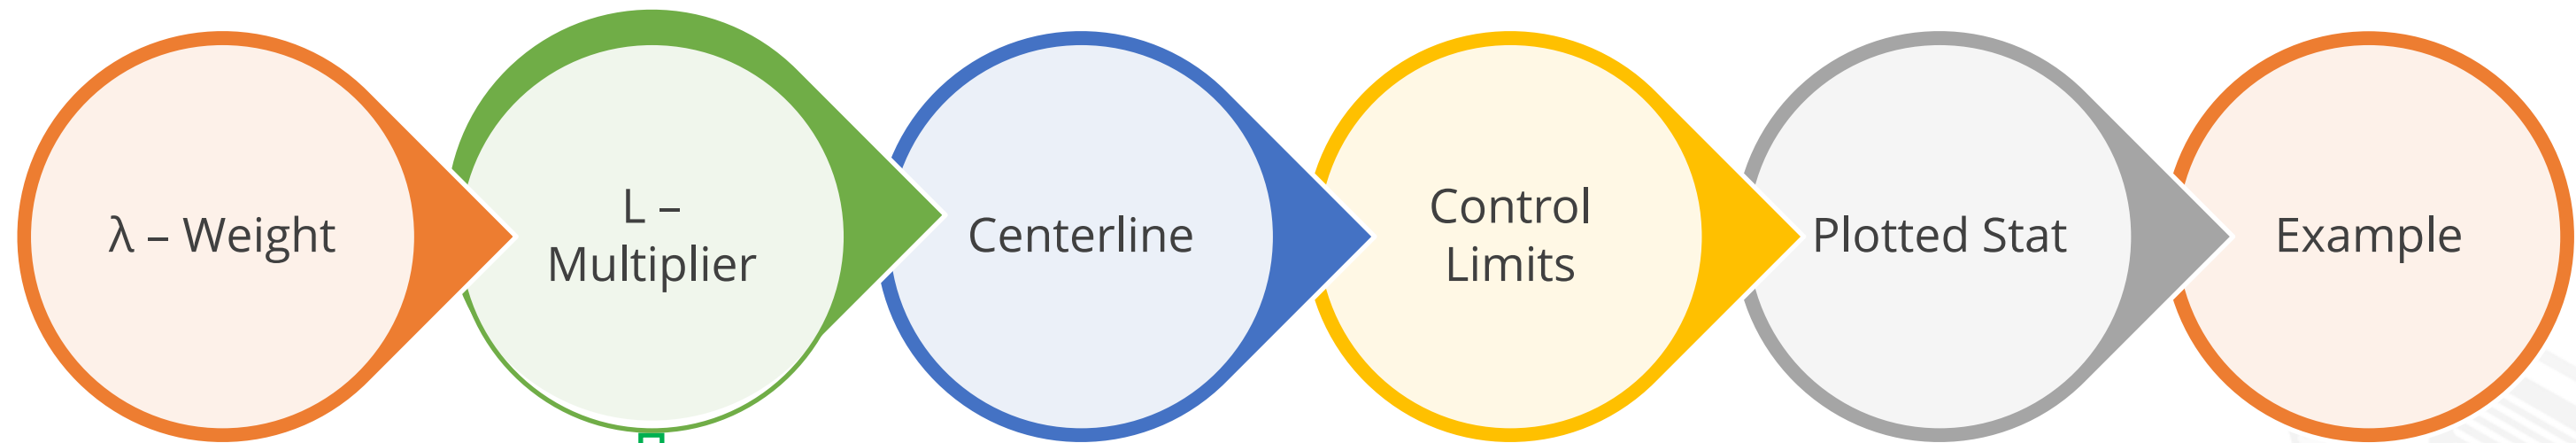 λ – Weight
L –
Multiplier
Centerline
Control
Limits
Plotted Stat
Example